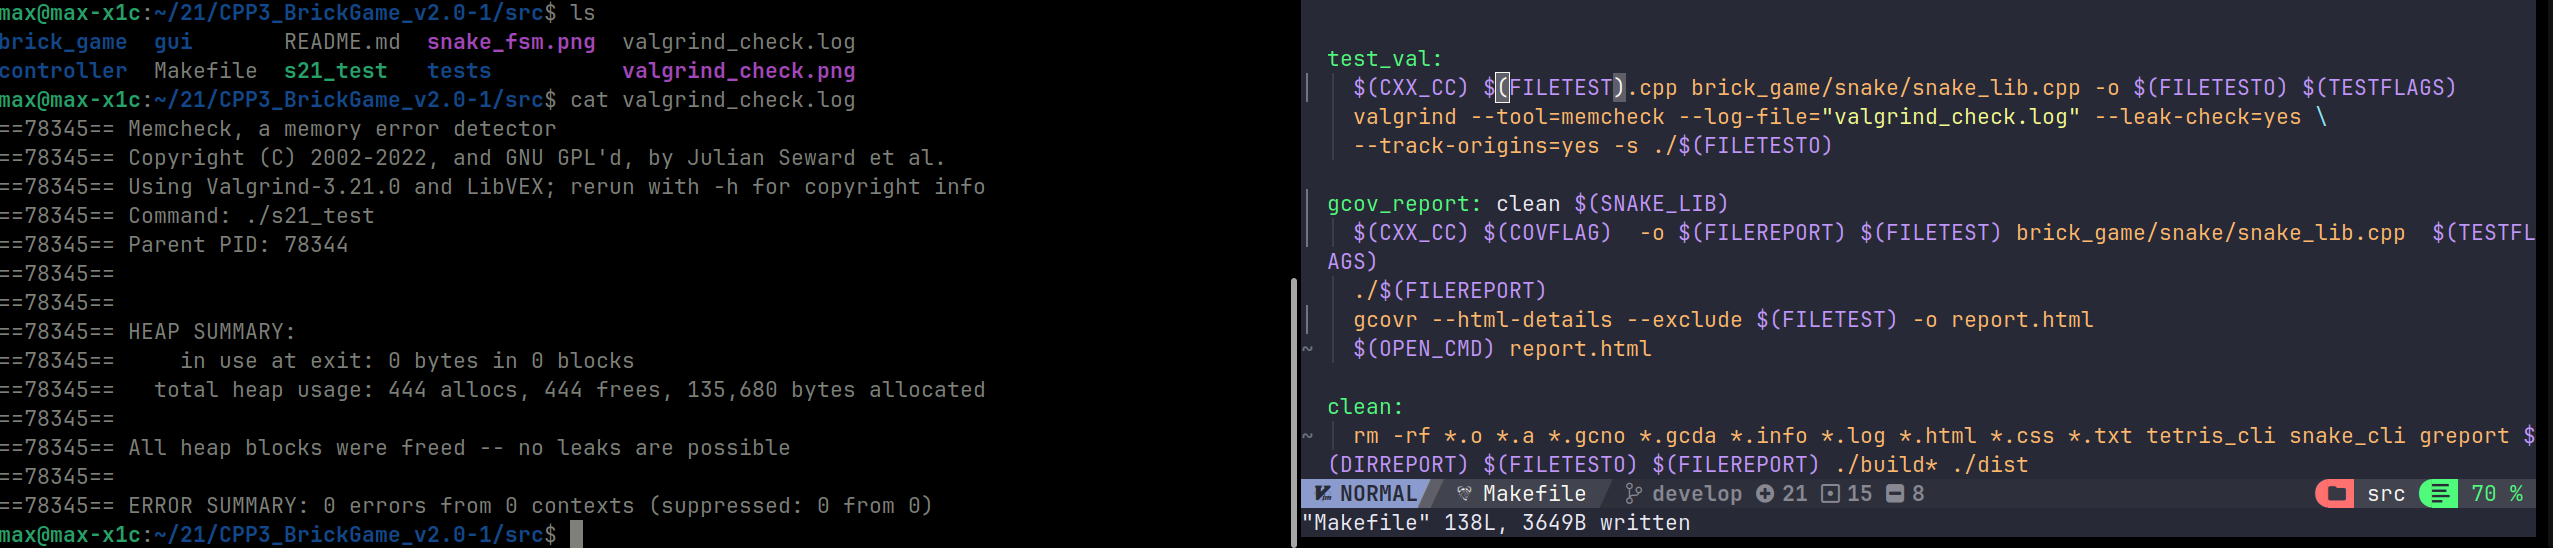 max@max-x1c:~/21/CPP3_BrickGame_v2.0-1/src$ ls
brick_game  gui       README.md  snake_fsm.png  valgrind_check.log
controller  Makefile  s21_test   tests          valgrind_check.png
max@max-x1c:~/21/CPP3_BrickGame_v2.0-1/src$ cat valgrind_check.log
==78345== Memcheck, a memory error detector
==78345== Copyright (C) 2002-2022, and GNU GPL'd, by Julian Seward et al.
==78345== Using Valgrind-3.21.0 and LibVEX; rerun with -h for copyright info
==78345== Command: ./s21_test
==78345== Parent PID: 78344
==78345==
==78345==
==78345== HEAP SUMMARY:
==78345==     in use at exit: 0 bytes in 0 blocks
==78345==   total heap usage: 444 allocs, 444 frees, 135,680 bytes allocated
==78345==
==78345== All heap blocks were freed -- no leaks are possible
==78345==
==78345== ERROR SUMMARY: 0 errors from 0 contexts (suppressed: 0 from 0)
max@max-x1c:~/21/CPP3_BrickGame_v2.0-1/src$
test_val:
$(CXX_CC) $(FILETEST).cpp brick_game/snake/snake_lib.cpp -o $(FILETESTO) $(TESTFLAGS)
valgrind --tool=memcheck --log-file="valgrind_check.log" --leak-check=yes \
--track-origins=yes -s ./$(FILETESTO)
gcov_report: clean $(SNAKE_LIB)
$(CXX_CC) $(COVFLAG)  -o $(FILEREPORT) $(FILETEST) brick_game/snake/snake_lib.cpp  $(TESTFL
AGS)
./$(FILEREPORT)
gcovr --html-details --exclude $(FILETEST) -o report.html
~ $(OPEN_CMD) report.html
clean:
~ rm -rf *.o *.a *.gcno *.gcda *.info *.log *.html *.css *.txt tetris_cli snake_cli greport $
(DIRREPORT) $(FILETESTO) $(FILEREPORT) ./build* ./dist
NORMAL Makefile develop 21 15 8 src 70 %
"Makefile" 138L, 3649B written